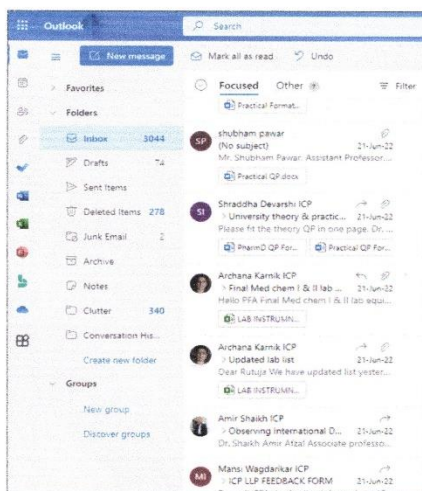 Outlook
Search
New message
Mark all as read
Undo
Favorites
Folders
Inbox 3044
Drafts 74
Sent Items
Deleted Items 278
Junk Email 2
Archive
Notes
Clutter 340
Conversation His...
Create new folder
Groups
New group
Discover groups
Focused Other
Filter
Practical Format...
SP
shubham pawar
(No subject) 21-Jun-22
Mr. Shubham Pawar. Assistant Professor...
Practical QP.docx
SI
Shraddha Devarshi ICP
> University theory & practic... 21-Jun-22
Please fit the theory QP in one page. Dr. ...
PharmD QP For... Practical QP For...
Archana Karnik ICP
> Final Med chem I & II lab ... 21-Jun-22
Hello PFA Final Med chem I & II lab equi...
LAB INSTRUMN...
Archana Karnik ICP
> Updated lab list 21-Jun-22
Dear Rutuja We have updated list yester...
LAB INSTRUMN...
Amir Shaikh ICP
> Observing international D... 21-Jun-22
Dr. Shaikh Amir Afzal Associate professo...
MI
Mansi Wagdarikar ICP
> ICP LLP FEEDBACK FORM 21-Jun-22